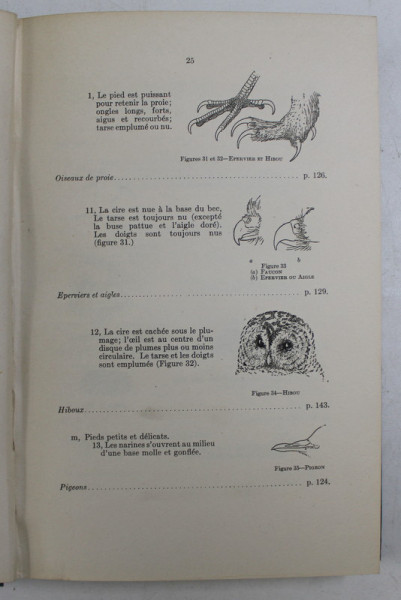 25
1, Le pied est puissant
pour retenir la proie;
ongles longs, forts,
aigus et recourbés;
tarse emplumé ou nu.
Figures 31 et 32—EPERVIER ET HIBOU
Oiseaux de proie p. 126.
11. La cire est nue à la base du bec,
Le tarse est toujours nu (excepté
la buse pattue et l'aigle doré).
Les doigts sont toujours nus
(figure 31.)
a b
Figure 33
(a) FAUCON
(b) EPERVIER OU AIGLE
Eperviers et aigles p. 129.
12, La cire est cachée sous le plu-
mage; l'œil est au centre d'un
disque de plumes plus ou moins
circulaire. Le tarse et les doigts
sont emplumés (Figure 32).
Figure 34—HIBOU
Hiboux p. 143.
m, Pieds petits et délicats.
13, Les narines s'ouvrent au milieu
d'une base molle et gonflée.
Figure 35—PIGEON
Pigeons p. 124.